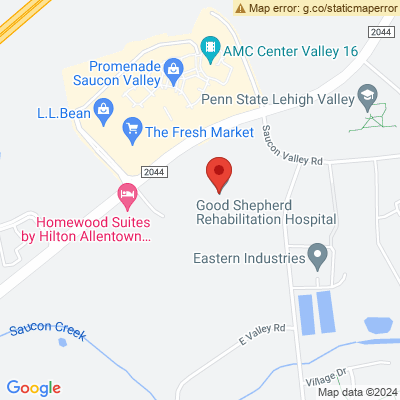 Map error: g.co/staticmaperror
2044
AMC Center Valley 16
Promenade
Saucon Valley
Penn State Lehigh Valley
L.L.Bean
The Fresh Market
Saucon Valley Rd
2044
Good Shepherd
Rehabilitation Hospital
Homewood Suites
by Hilton Allentown...
Eastern Industries
Saucon Creek
E Valley Rd
Village Dr
Google
Map data ©2024